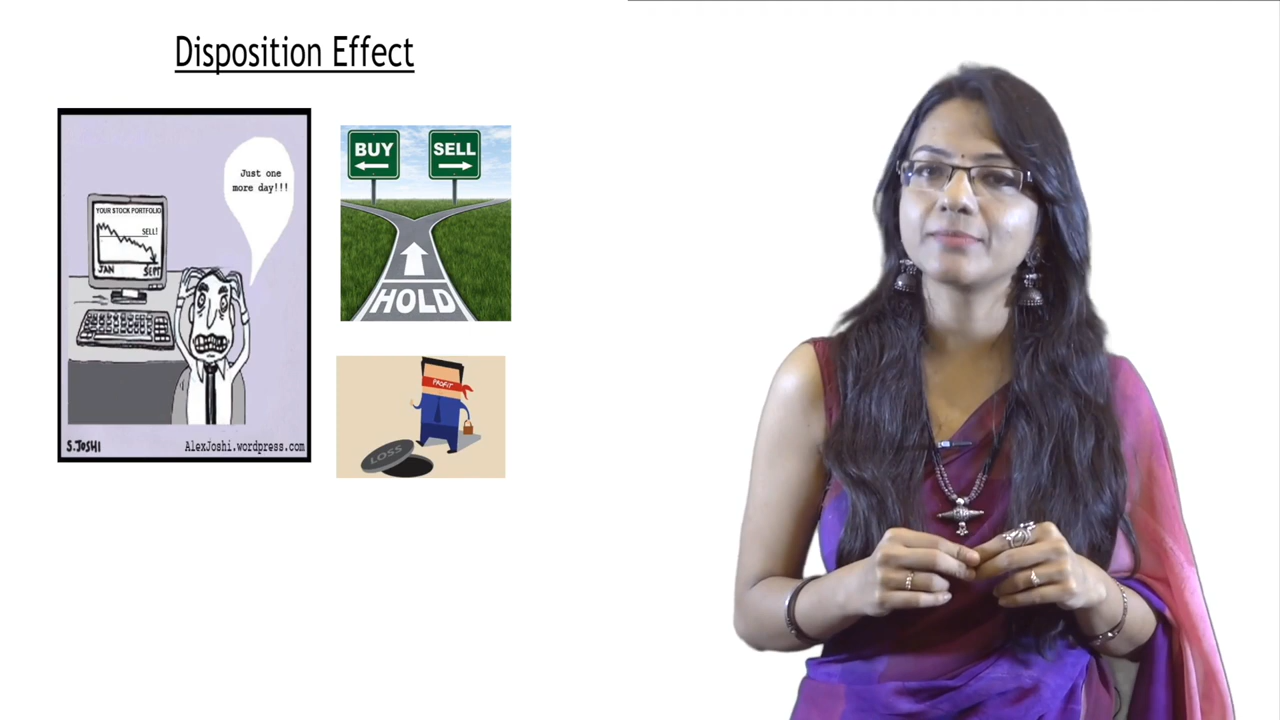 Disposition Effect
Just one
more day!!!
YOUR STOCK PORTFOLIO
SELL!
JAN SEPT
S.JOSHI
AlexJoshi.wordpress.com
BUY
SELL
HOLD
PROFIT
LOSS